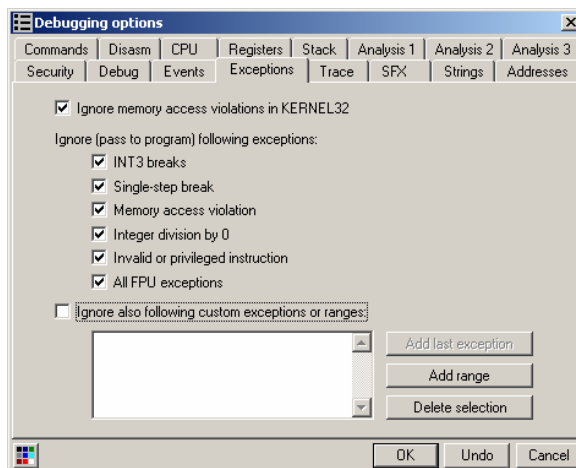 Debugging options
Commands Disasm CPU Registers Stack Analysis 1 Analysis 2 Analysis 3
Security Debug Events Exceptions Trace SFX Strings Addresses
Ignore memory access violations in KERNEL32
Ignore (pass to program) following exceptions:
INT3 breaks
Single-step break
Memory access violation
Integer division by 0
Invalid or privileged instruction
All FPU exceptions
Ignore also following custom exceptions or ranges:
Add last exception
Add range
Delete selection
OK Undo Cancel